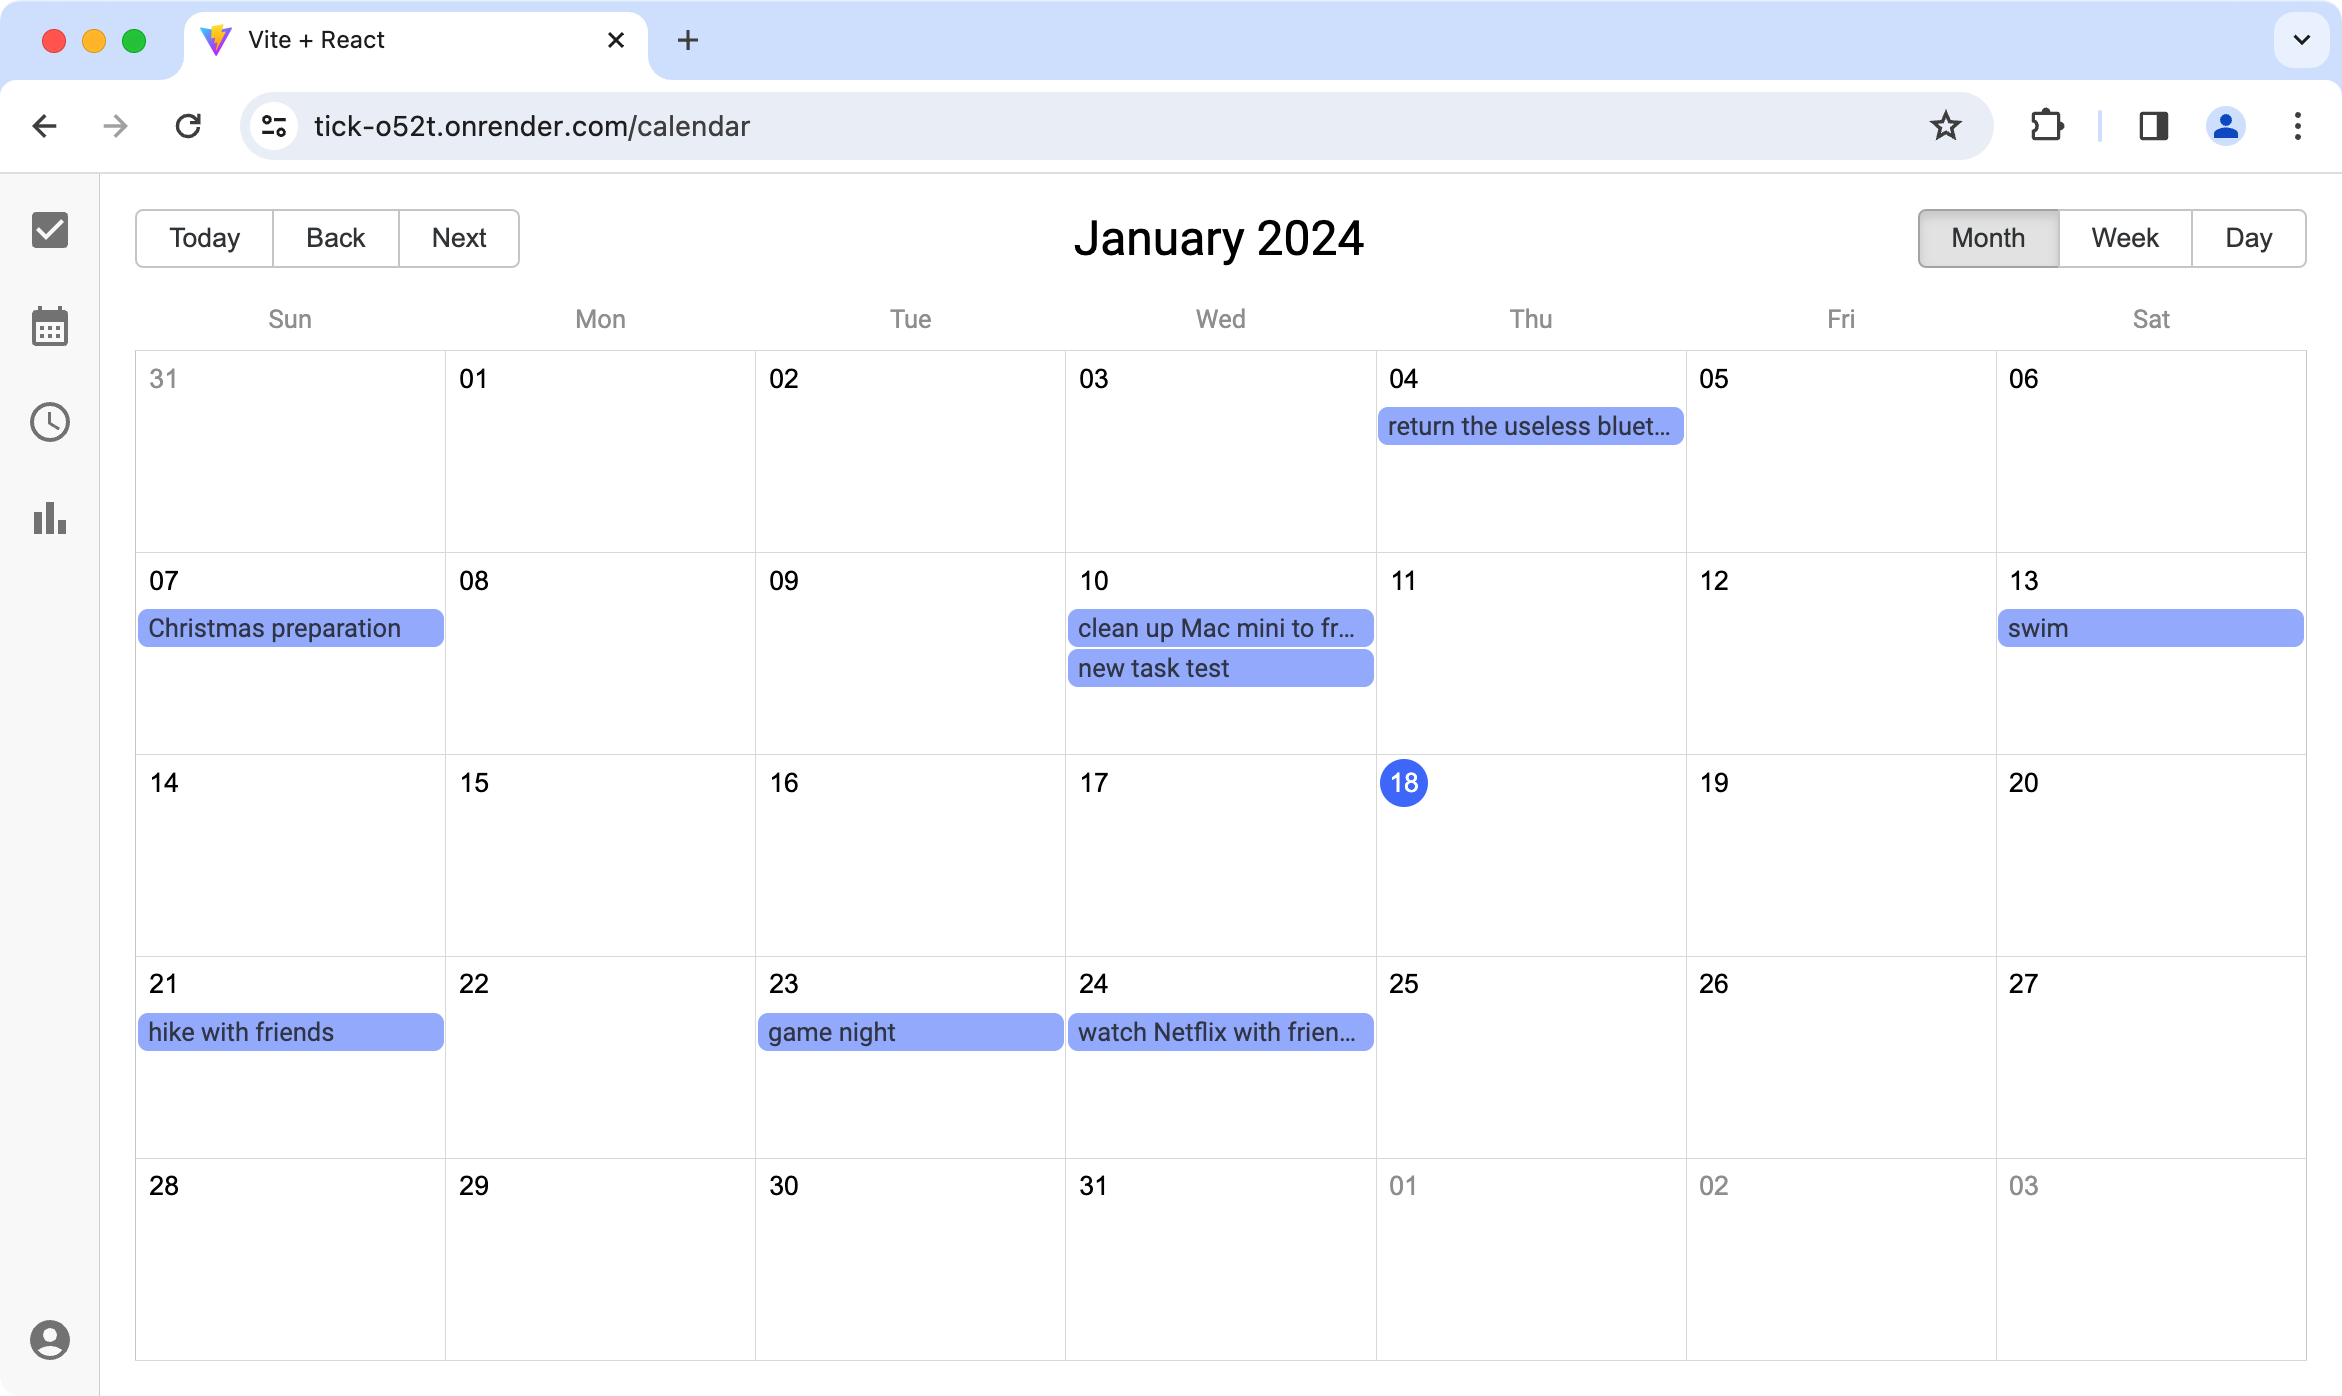 Vite + React
tick-o52t.onrender.com/calendar
Today Back Next January 2024 Month Week Day
Sun Mon Tue Wed Thu Fri Sat
31 01 02 03 04 05 06
return the useless bluet...
07 08 09 10 11 12 13
Christmas preparation clean up Mac mini to fr... swim
new task test
14 15 16 17 18 19 20
21 22 23 24 25 26 27
hike with friends game night watch Netflix with frien...
28 29 30 31 01 02 03